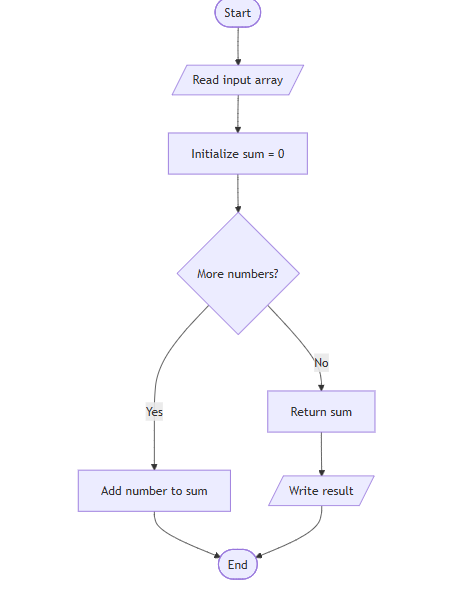 Start
Read input array
Initialize sum = 0
More numbers?
No
Yes
Return sum
Add number to sum
Write result
End